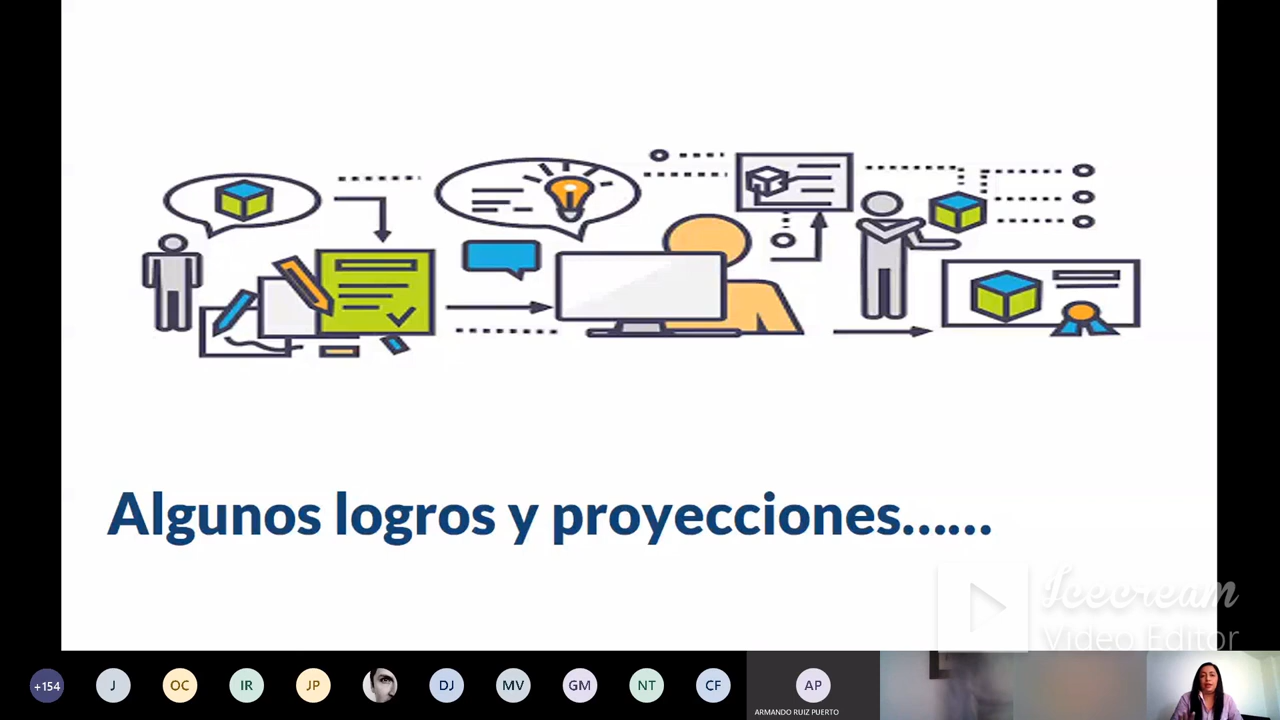 Algunos logros y proyecciones......
Icecream
Video Editor
+154
J
OC
IR
JP
DJ
MV
GM
NT
CF
AP
ARMANDO RUIZ PUERTO